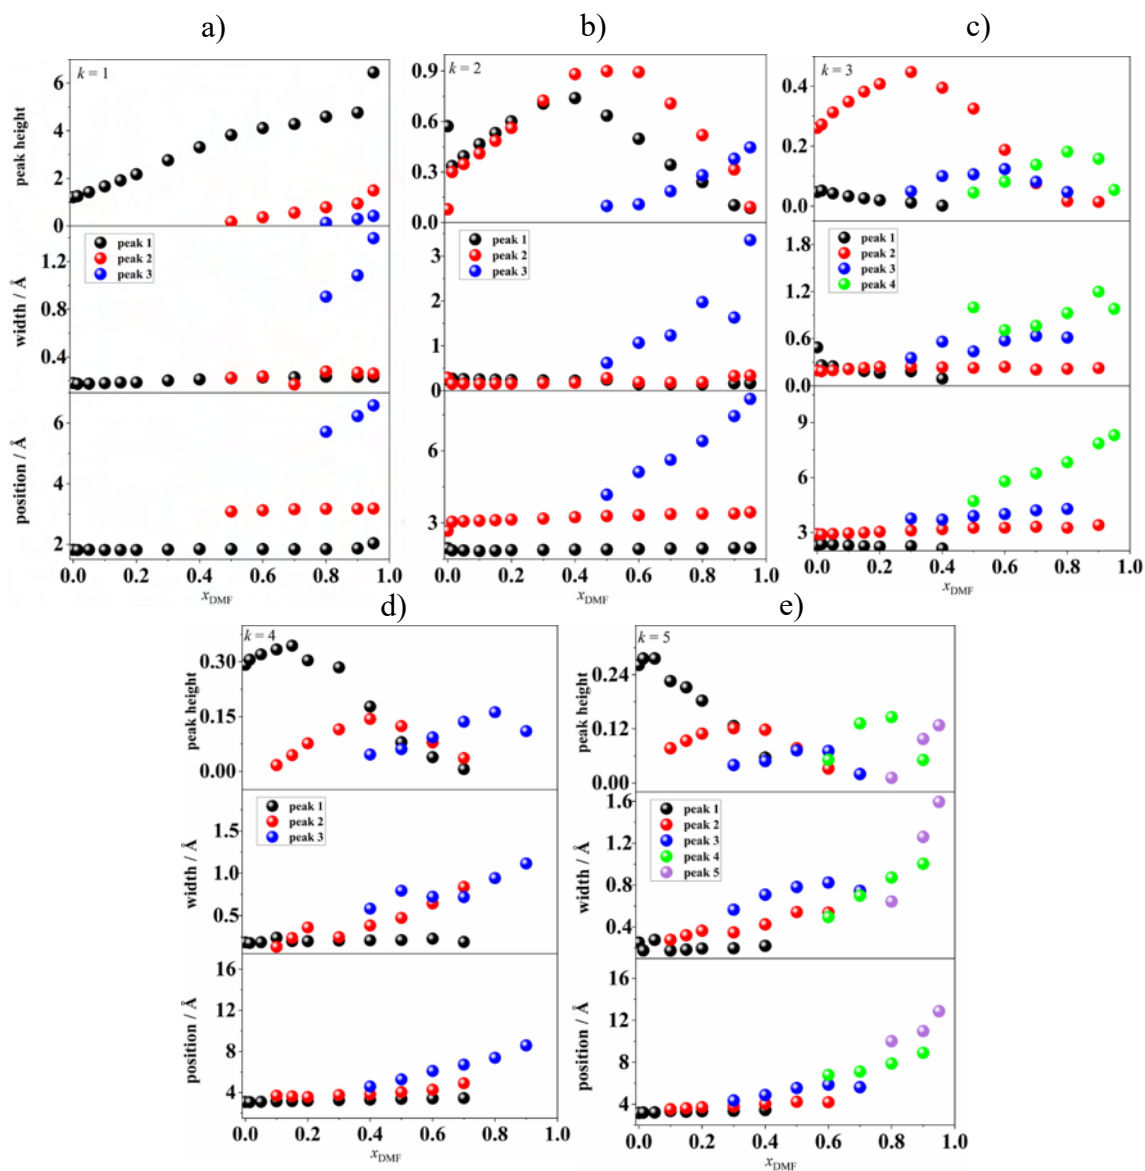 a)
b)
c)
k = 1
peak height
6
4
2
0
width / Å
1.2
0.8
0.4
peak 1
peak 2
peak 3
position / Å
6
4
2
0.0 0.2 0.4 0.6 0.8 1.0
xDMF
k = 2
0.9
0.6
0.3
0.0
3
2
1
0
peak 1
peak 2
peak 3
6
3
0.0 0.2 0.4 0.6 0.8 1.0
xDMF
k = 3
0.4
0.2
0.0
1.8
1.2
0.6
0.0
peak 1
peak 2
peak 3
peak 4
9
6
3
0.0 0.2 0.4 0.6 0.8 1.0
xDMF
d)
e)
k = 4
peak height
0.30
0.15
0.00
width / Å
1.5
1.0
0.5
peak 1
peak 2
peak 3
position / Å
16
12
8
4
0.0 0.2 0.4 0.6 0.8 1.0
xDMF
k = 5
peak height
0.24
0.12
0.00
width / Å
1.6
1.2
0.8
0.4
peak 1
peak 2
peak 3
peak 4
peak 5
position / Å
16
12
8
4
0.0 0.2 0.4 0.6 0.8 1.0
xDMF